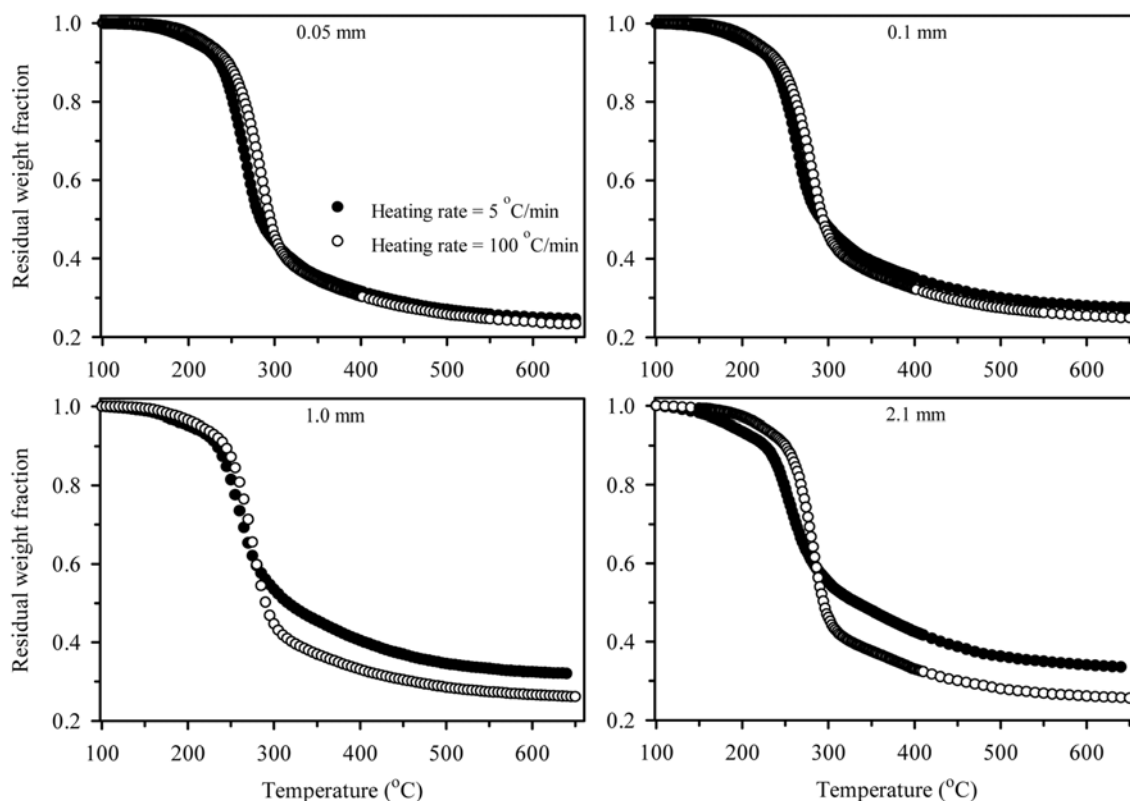 Residual weight fraction
1.0
0.8
0.6
0.4
0.2
0.05 mm
● Heating rate = 5 °C/min
○ Heating rate = 100 °C/min
100 200 300 400 500 600
0.1 mm
1.0
0.8
0.6
0.4
0.2
100 200 300 400 500 600
Residual weight fraction
1.0
0.8
0.6
0.4
0.2
1.0 mm
100 200 300 400 500 600
Temperature (°C)
2.1 mm
1.0
0.8
0.6
0.4
0.2
100 200 300 400 500 600
Temperature (°C)